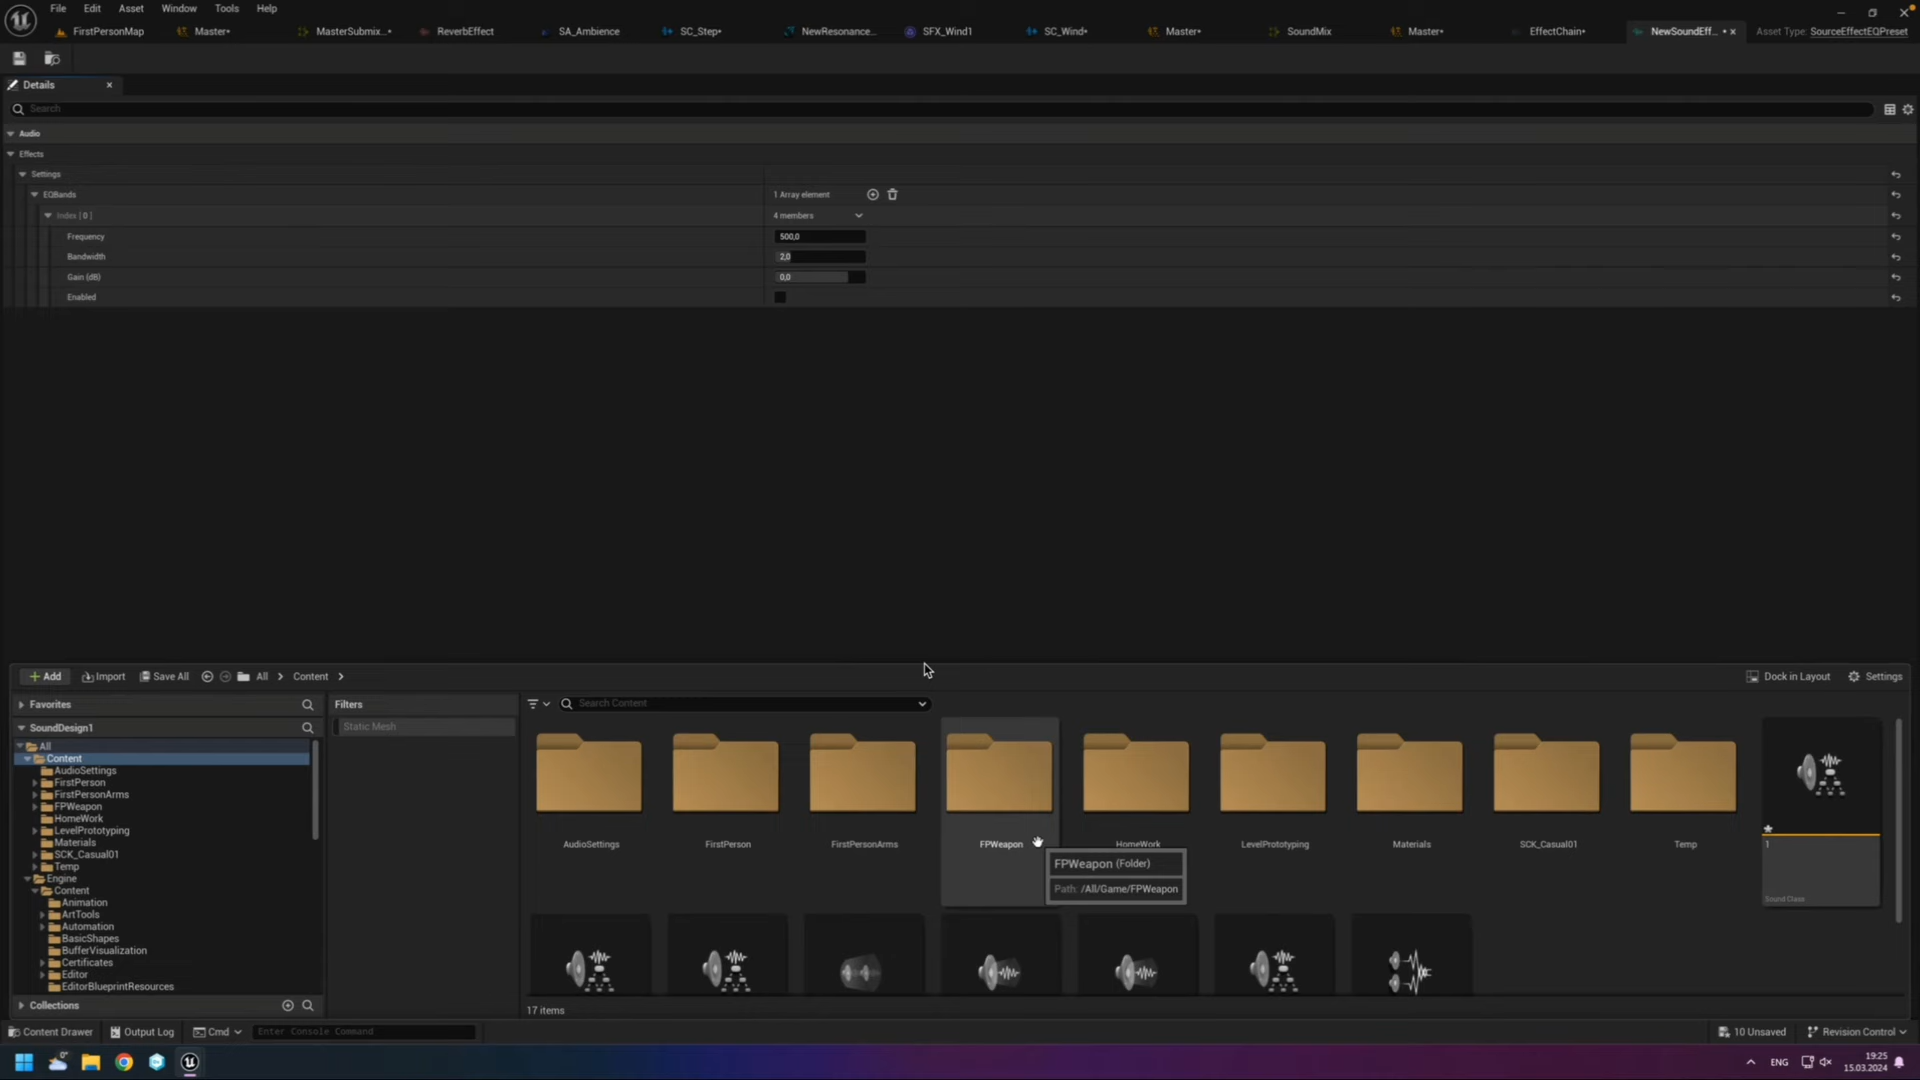 File Edit Asset Window Tools Help
FirstPersonMap Master• MasterSubmix...• ReverbEffect SA_Ambience SC_Step• NewResonance... SFX_Wind1 SC_Wind• Master• SoundMix Master• EffectChain• NewSoundEff... • × Asset Type: SourceEffectEQPreset
Details ×
Search
Audio
Effects
Settings
EQBands 1 Array element
Index [ 0 ] 4 members
Frequency 500,0
Bandwidth 2,0
Gain (dB) 0,0
Enabled
+ Add Import Save All All > Content > Dock in Layout Settings
Favorites Filters Search Content
SoundDesign1 Static Mesh
All
Content
AudioSettings
FirstPerson
FirstPersonArms
FPWeapon
HomeWork
LevelPrototyping
Materials
SCK_Casual01
Temp
Engine
Content
Animation
ArtTools
Automation
BasicShapes
BufferVisualization
Certificates
Editor
EditorBlueprintResources
Collections
AudioSettings FirstPerson FirstPersonArms FPWeapon HomeWork LevelPrototyping Materials SCK_Casual01 Temp 1
FPWeapon (Folder)
Path: /All/Game/FPWeapon
Sound Class
17 items
Content Drawer Output Log Cmd Enter Console Command 10 Unsaved Revision Control
0°
ENG 19:25
15.03.2024